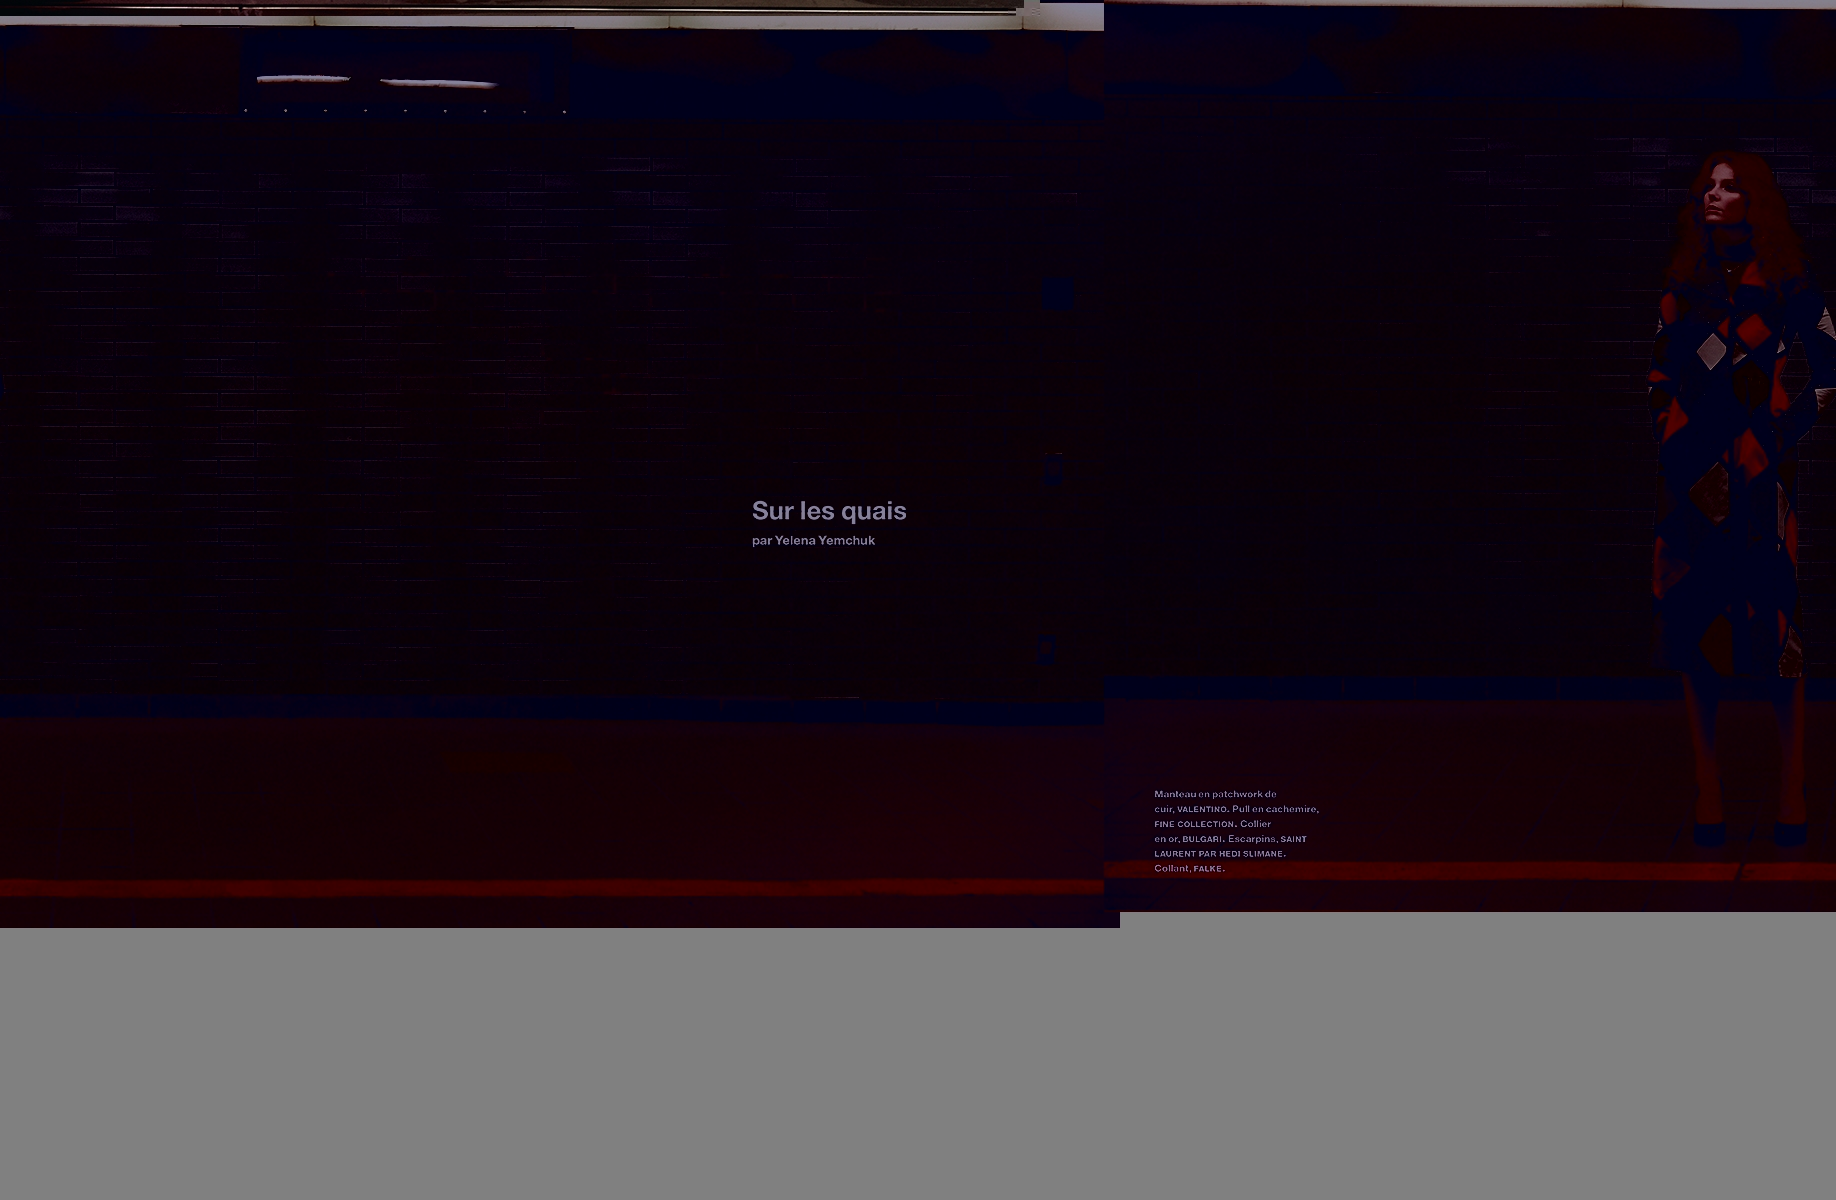 Sur les quais
par Yelena Yemchuk
Manteau en patchwork de
cuir, VALENTINO. Pull en cachemire,
FINE COLLECTION. Collier
en or, BULGARI. Escarpins, SAINT
LAURENT PAR HEDI SLIMANE.
Collant, FALKE.